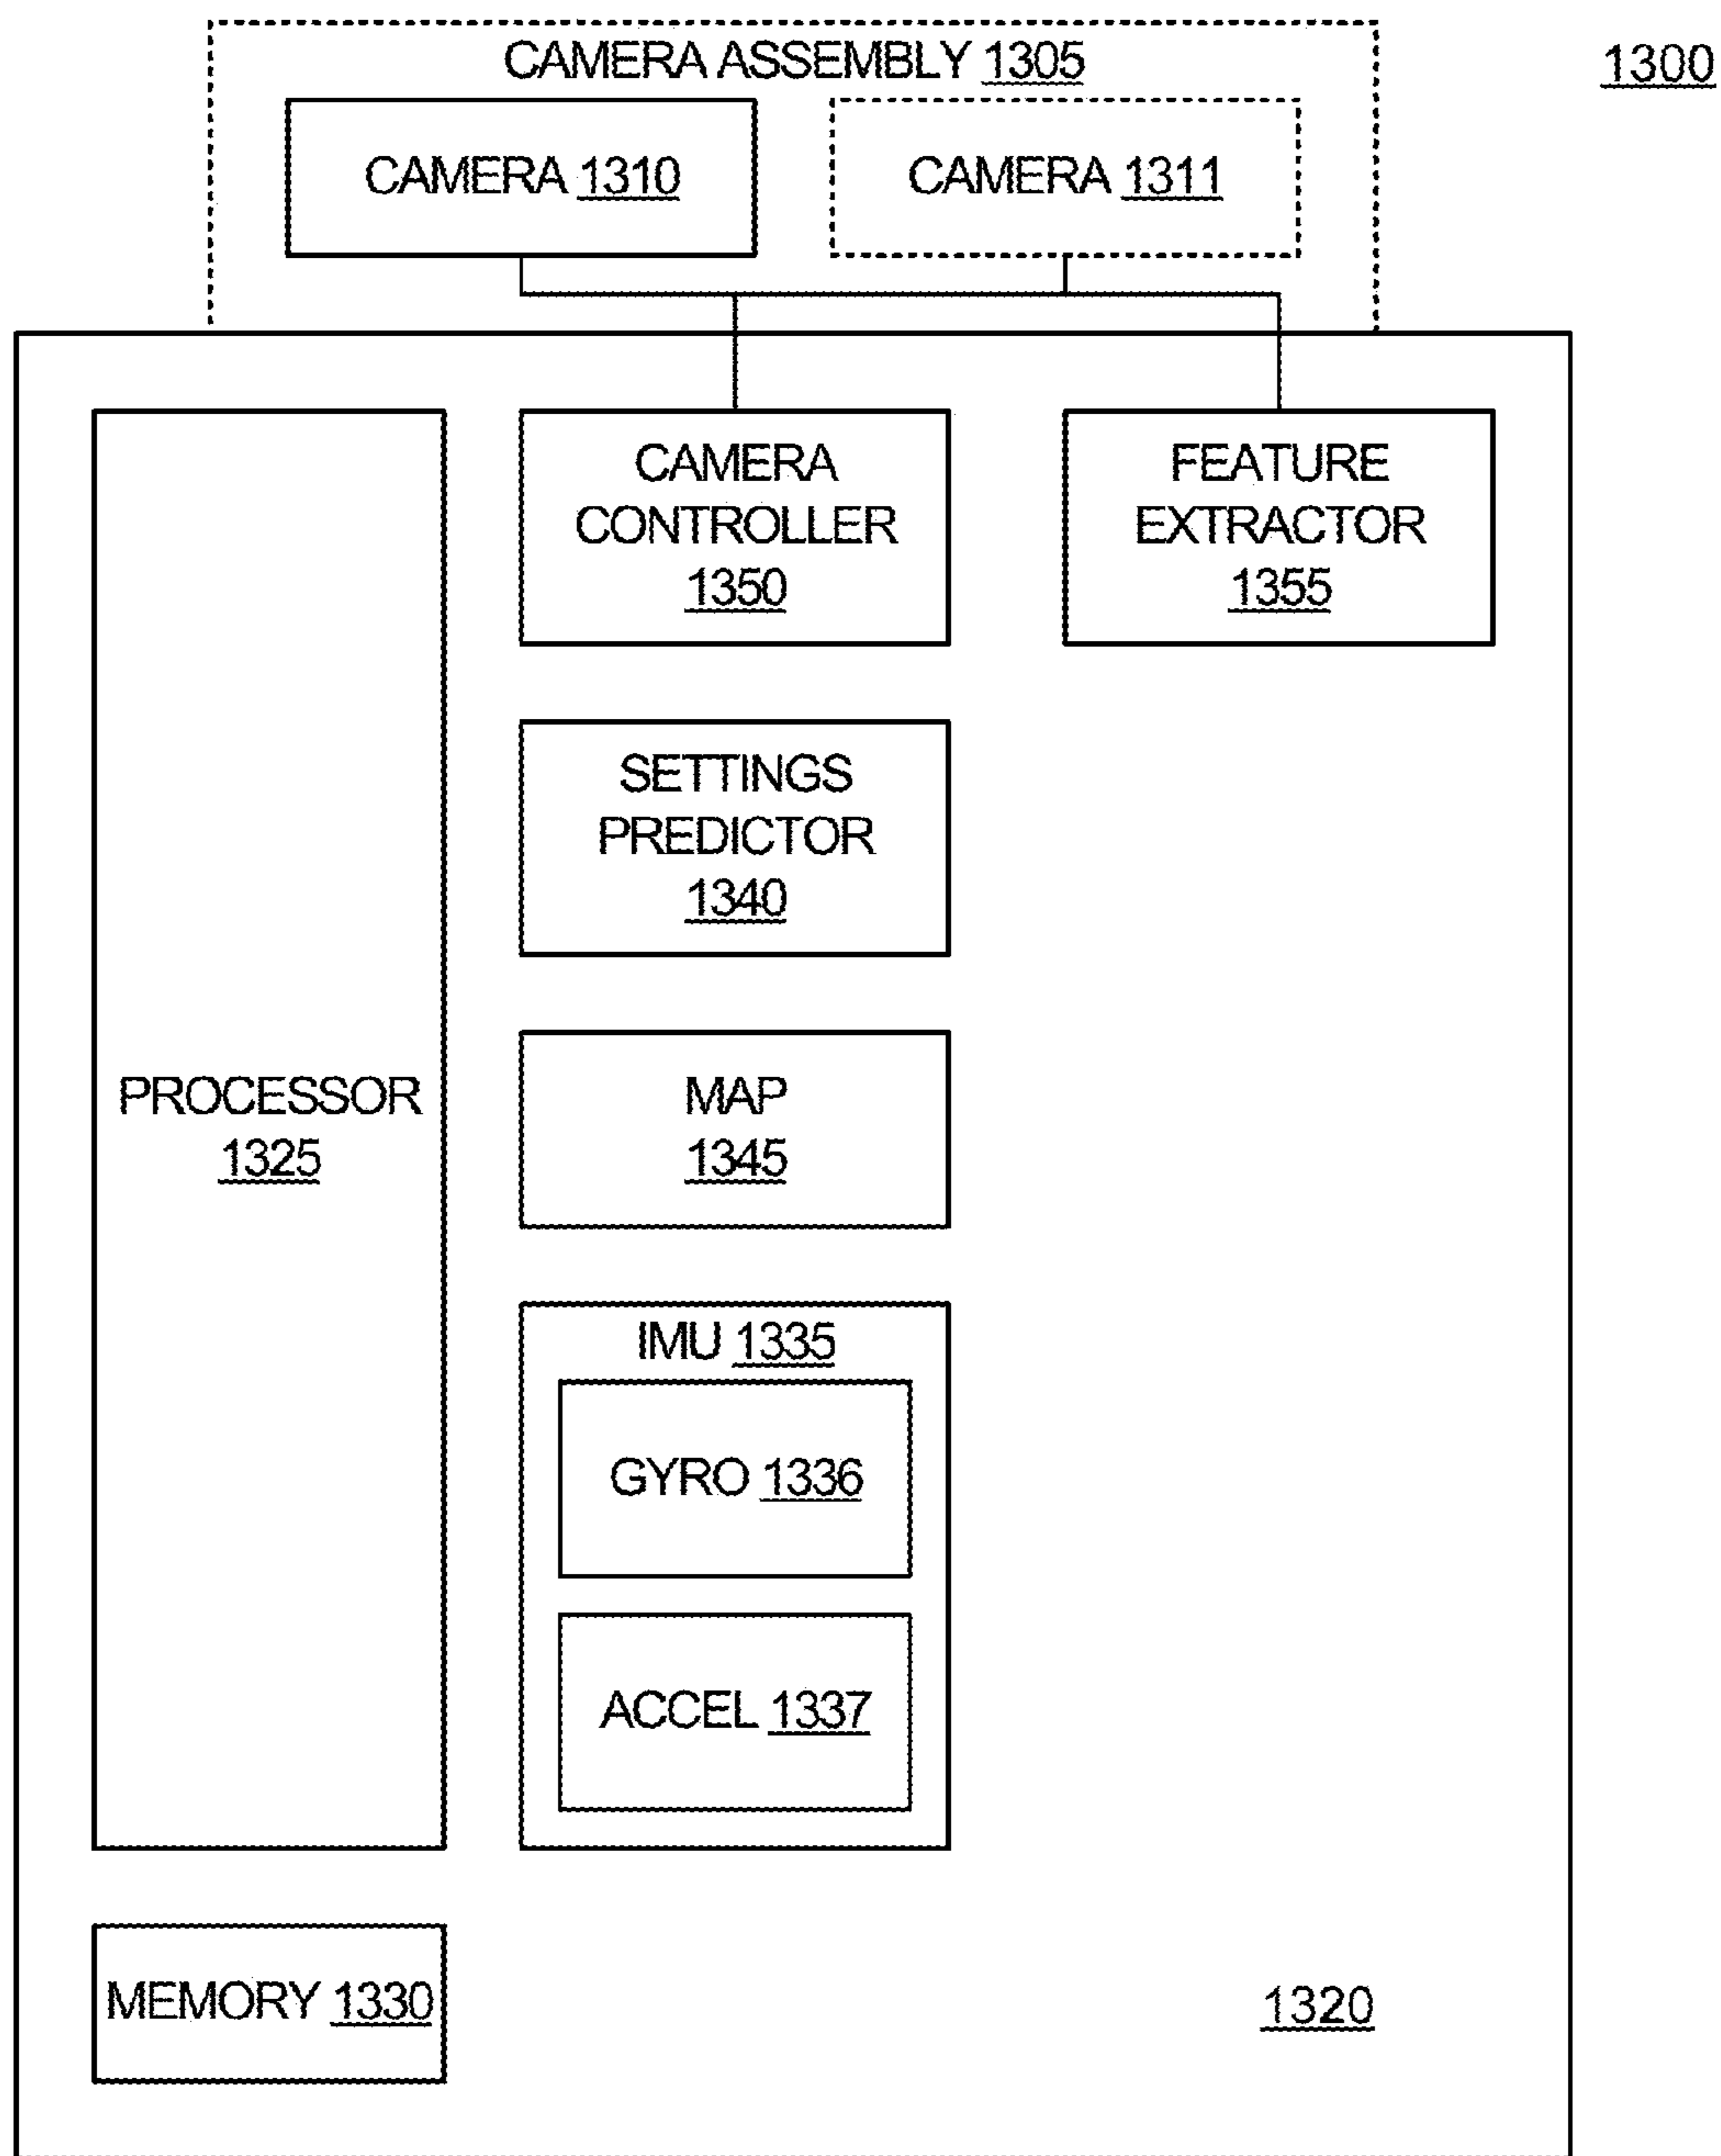 CAMERA ASSEMBLY 1305
1300
CAMERA 1310
CAMERA 1311
CAMERA
CONTROLLER
1350
FEATURE
EXTRACTOR
1355
SETTINGS
PREDICTOR
1340
PROCESSOR
1325
MAP
1345
IMU 1335
GYRO 1336
ACCEL 1337
MEMORY 1330
1320